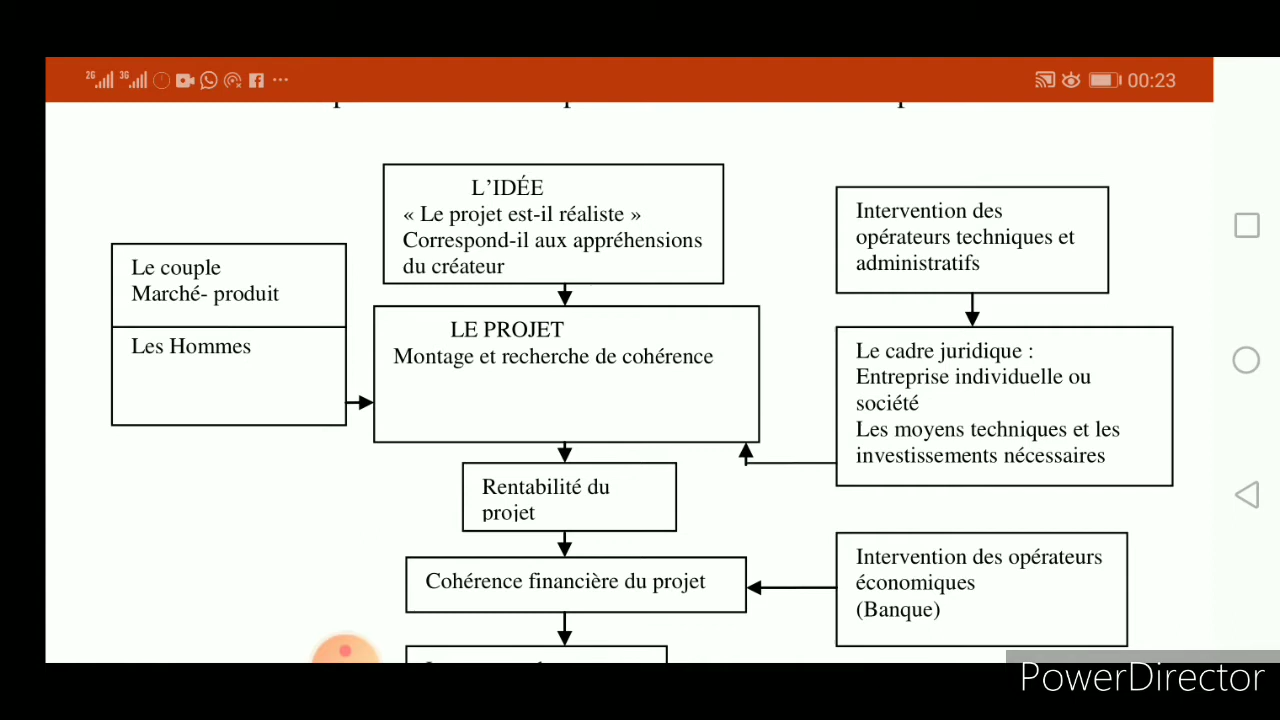 2G 3G 00:23
L’IDÉE
« Le projet est-il réaliste »
Correspond-il aux appréhensions
du créateur
Intervention des
opérateurs techniques et
administratifs
Le couple
Marché- produit
Les Hommes
LE PROJET
Montage et recherche de cohérence
Le cadre juridique :
Entreprise individuelle ou
société
Les moyens techniques et les
investissements nécessaires
Rentabilité du
projet
Cohérence financière du projet
Intervention des opérateurs
économiques
(Banque)
PowerDirector